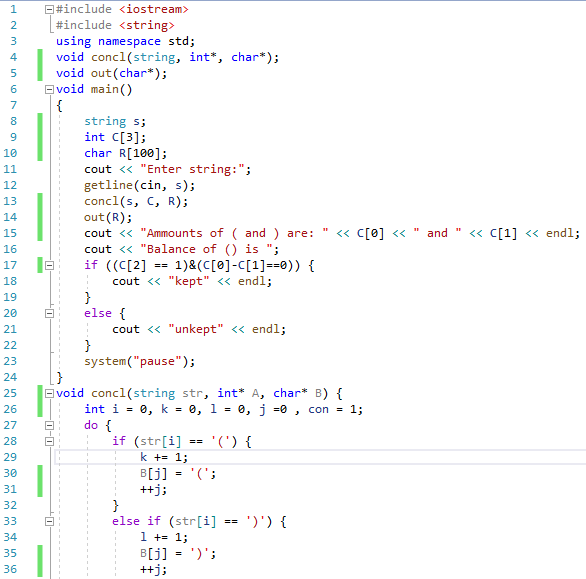 1 #include <iostream>
2 #include <string>
3 using namespace std;
4 void concl(string, int*, char*);
5 void out(char*);
6 void main()
7 {
8 string s;
9 int C[3];
10 char R[100];
11 cout << "Enter string:";
12 getline(cin, s);
13 concl(s, C, R);
14 out(R);
15 cout << "Ammounts of ( and ) are: " << C[0] << " and " << C[1] << endl;
16 cout << "Balance of () is ";
17 if ((C[2] == 1)&(C[0]-C[1]==0)) {
18 cout << "kept" << endl;
19 }
20 else {
21 cout << "unkept" << endl;
22 }
23 system("pause");
24 }
25 void concl(string str, int* A, char* B) {
26 int i = 0, k = 0, l = 0, j =0 , con = 1;
27 do {
28 if (str[i] == '(') {
29 k += 1;
30 B[j] = '(';
31 ++j;
32 }
33 else if (str[i] == ')') {
34 l += 1;
35 B[j] = ')';
36 ++j;